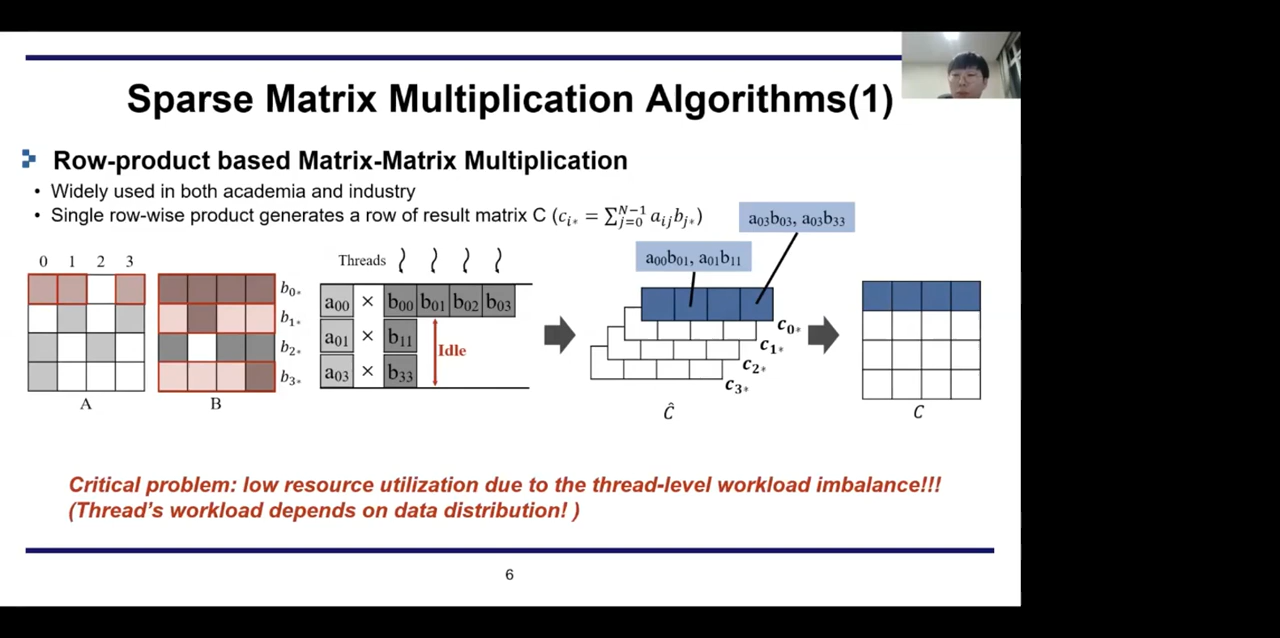 Sparse Matrix Multiplication Algorithms(1)
Row-product based Matrix-Matrix Multiplication
• Widely used in both academia and industry
• Single row-wise product generates a row of result matrix C (c_{i*} = ∑_{j=0}^{N−1} a_{ij}b_{j*})
a₀₃b₀₃, a₀₃b₃₃
a₀₀b₀₁, a₀₁b₁₁
0 1 2 3
Threads
b₀*
b₁*
b₂*
b₃*
a₀₀ × b₀₀ b₀₁ b₀₂ b₀₃
a₀₁ × b₁₁
Idle
a₀₃ × b₃₃
c₀*
c₁*
c₂*
c₃*
A
B
Ĉ
C
Critical problem: low resource utilization due to the thread-level workload imbalance!!!
(Thread's workload depends on data distribution! )
6